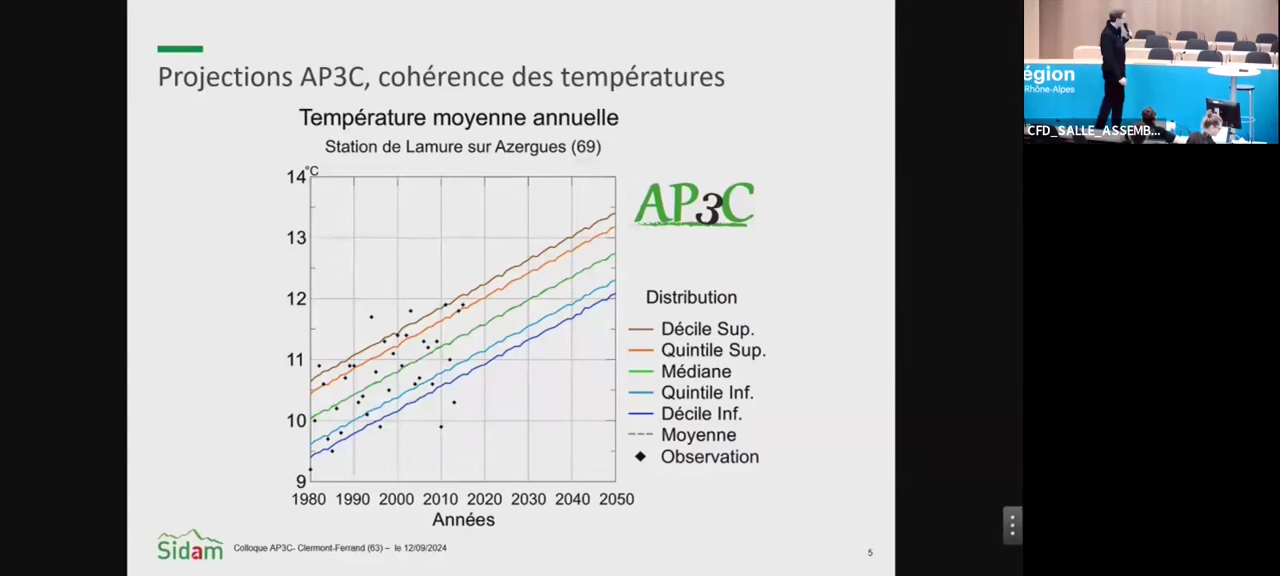 Projections AP3C, cohérence des températures
Température moyenne annuelle
Station de Lamure sur Azergues (69)
°C
14
13
12
11
10
9
1980 1990 2000 2010 2020 2030 2040 2050
Années
AP3C
Distribution
Décile Sup.
Quintile Sup.
Médiane
Quintile Inf.
Décile Inf.
Moyenne
Observation
Sidam
Colloque AP3C- Clermont-Ferrand (63) – le 12/09/2024
5
égion
Rhône-Alpes
CFD_SALLE_ASSEMB...